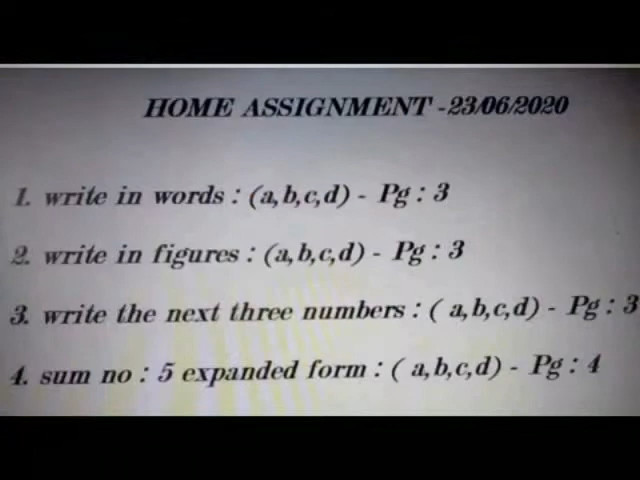 HOME ASSIGNMENT -23/06/2020
1. write in words : (a,b,c,d) - Pg : 3
2. write in figures : (a,b,c,d) - Pg : 3
3. write the next three numbers : ( a,b,c,d) - Pg : 3
4. sum no : 5 expanded form : ( a,b,c,d) - Pg : 4